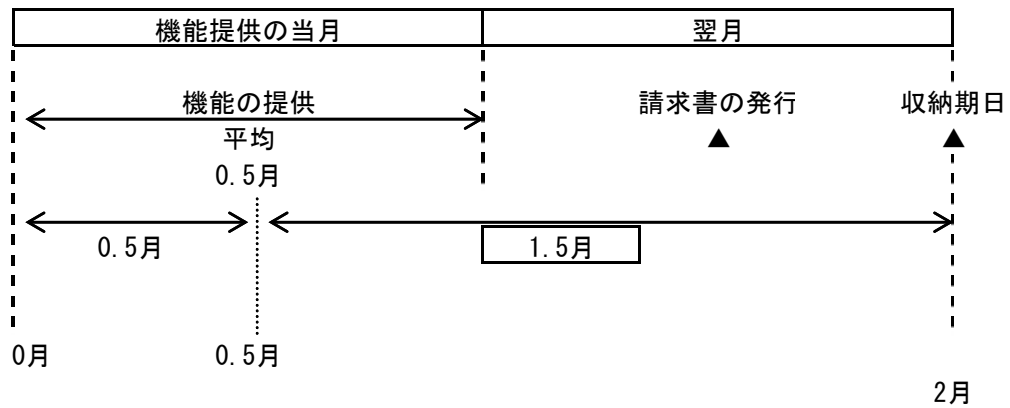 機能提供の当月 翌月
機能の提供 請求書の発行 収納期日
平均 ▲ ▲
0.5月
0.5月 1.5月
0月 0.5月
2月